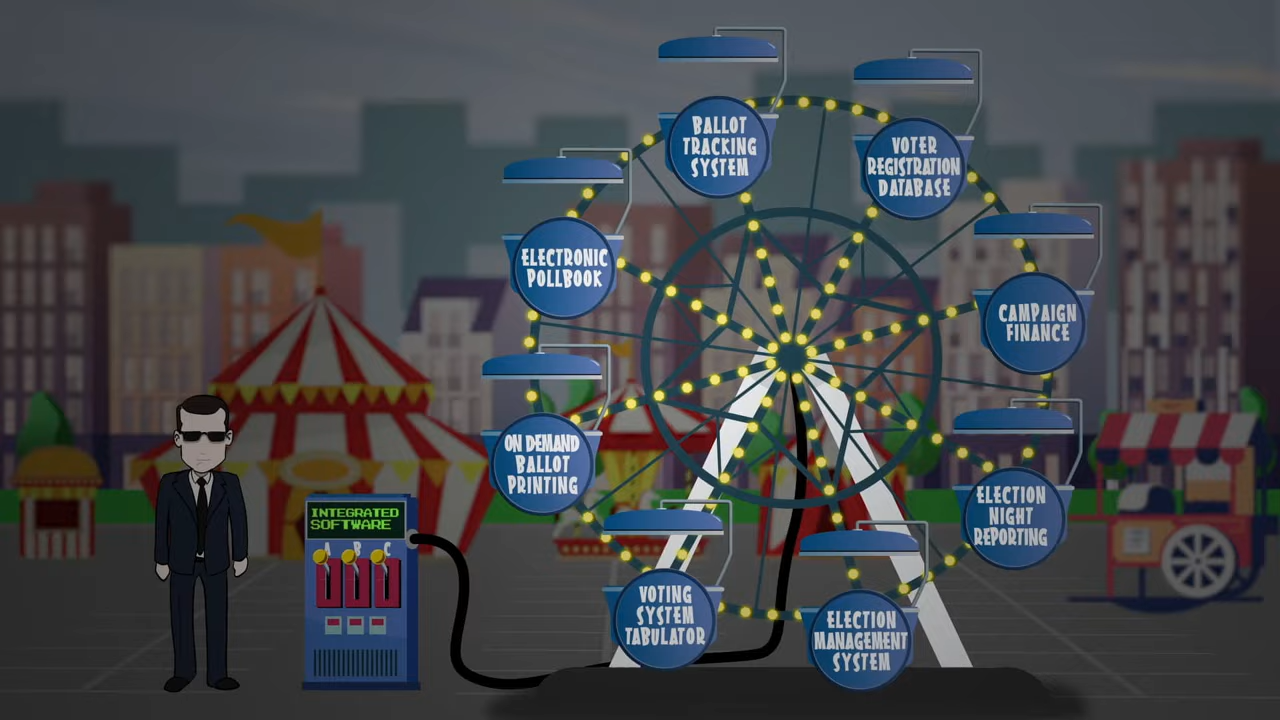 BALLOT
TRACKING
SYSTEM
VOTER
REGISTRATION
DATABASE
ELECTRONIC
POLLBOOK
CAMPAIGN
FINANCE
ON DEMAND
BALLOT
PRINTING
ELECTION
NIGHT
REPORTING
INTEGRATED
SOFTWARE
A B C
VOTING
SYSTEM
TABULATOR
ELECTION
MANAGEMENT
SYSTEM